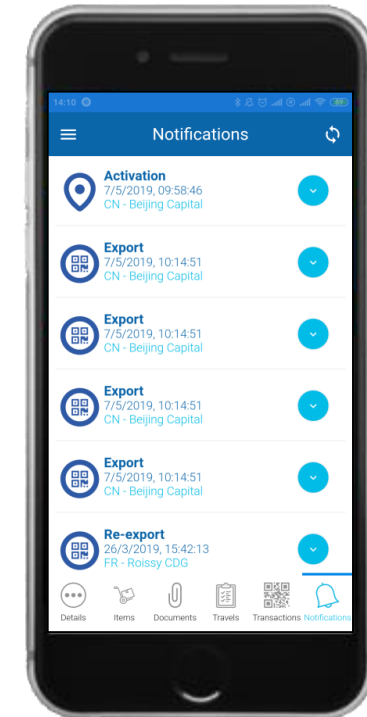 14:10
Notifications
Activation
7/5/2019, 09:58:46
CN - Beijing Capital
Export
7/5/2019, 10:14:51
CN - Beijing Capital
Export
7/5/2019, 10:14:51
CN - Beijing Capital
Export
7/5/2019, 10:14:51
CN - Beijing Capital
Export
7/5/2019, 10:14:51
CN - Beijing Capital
Re-export
26/3/2019, 15:42:13
FR - Roissy CDG
Details Items Documents Travels Transactions Notifications